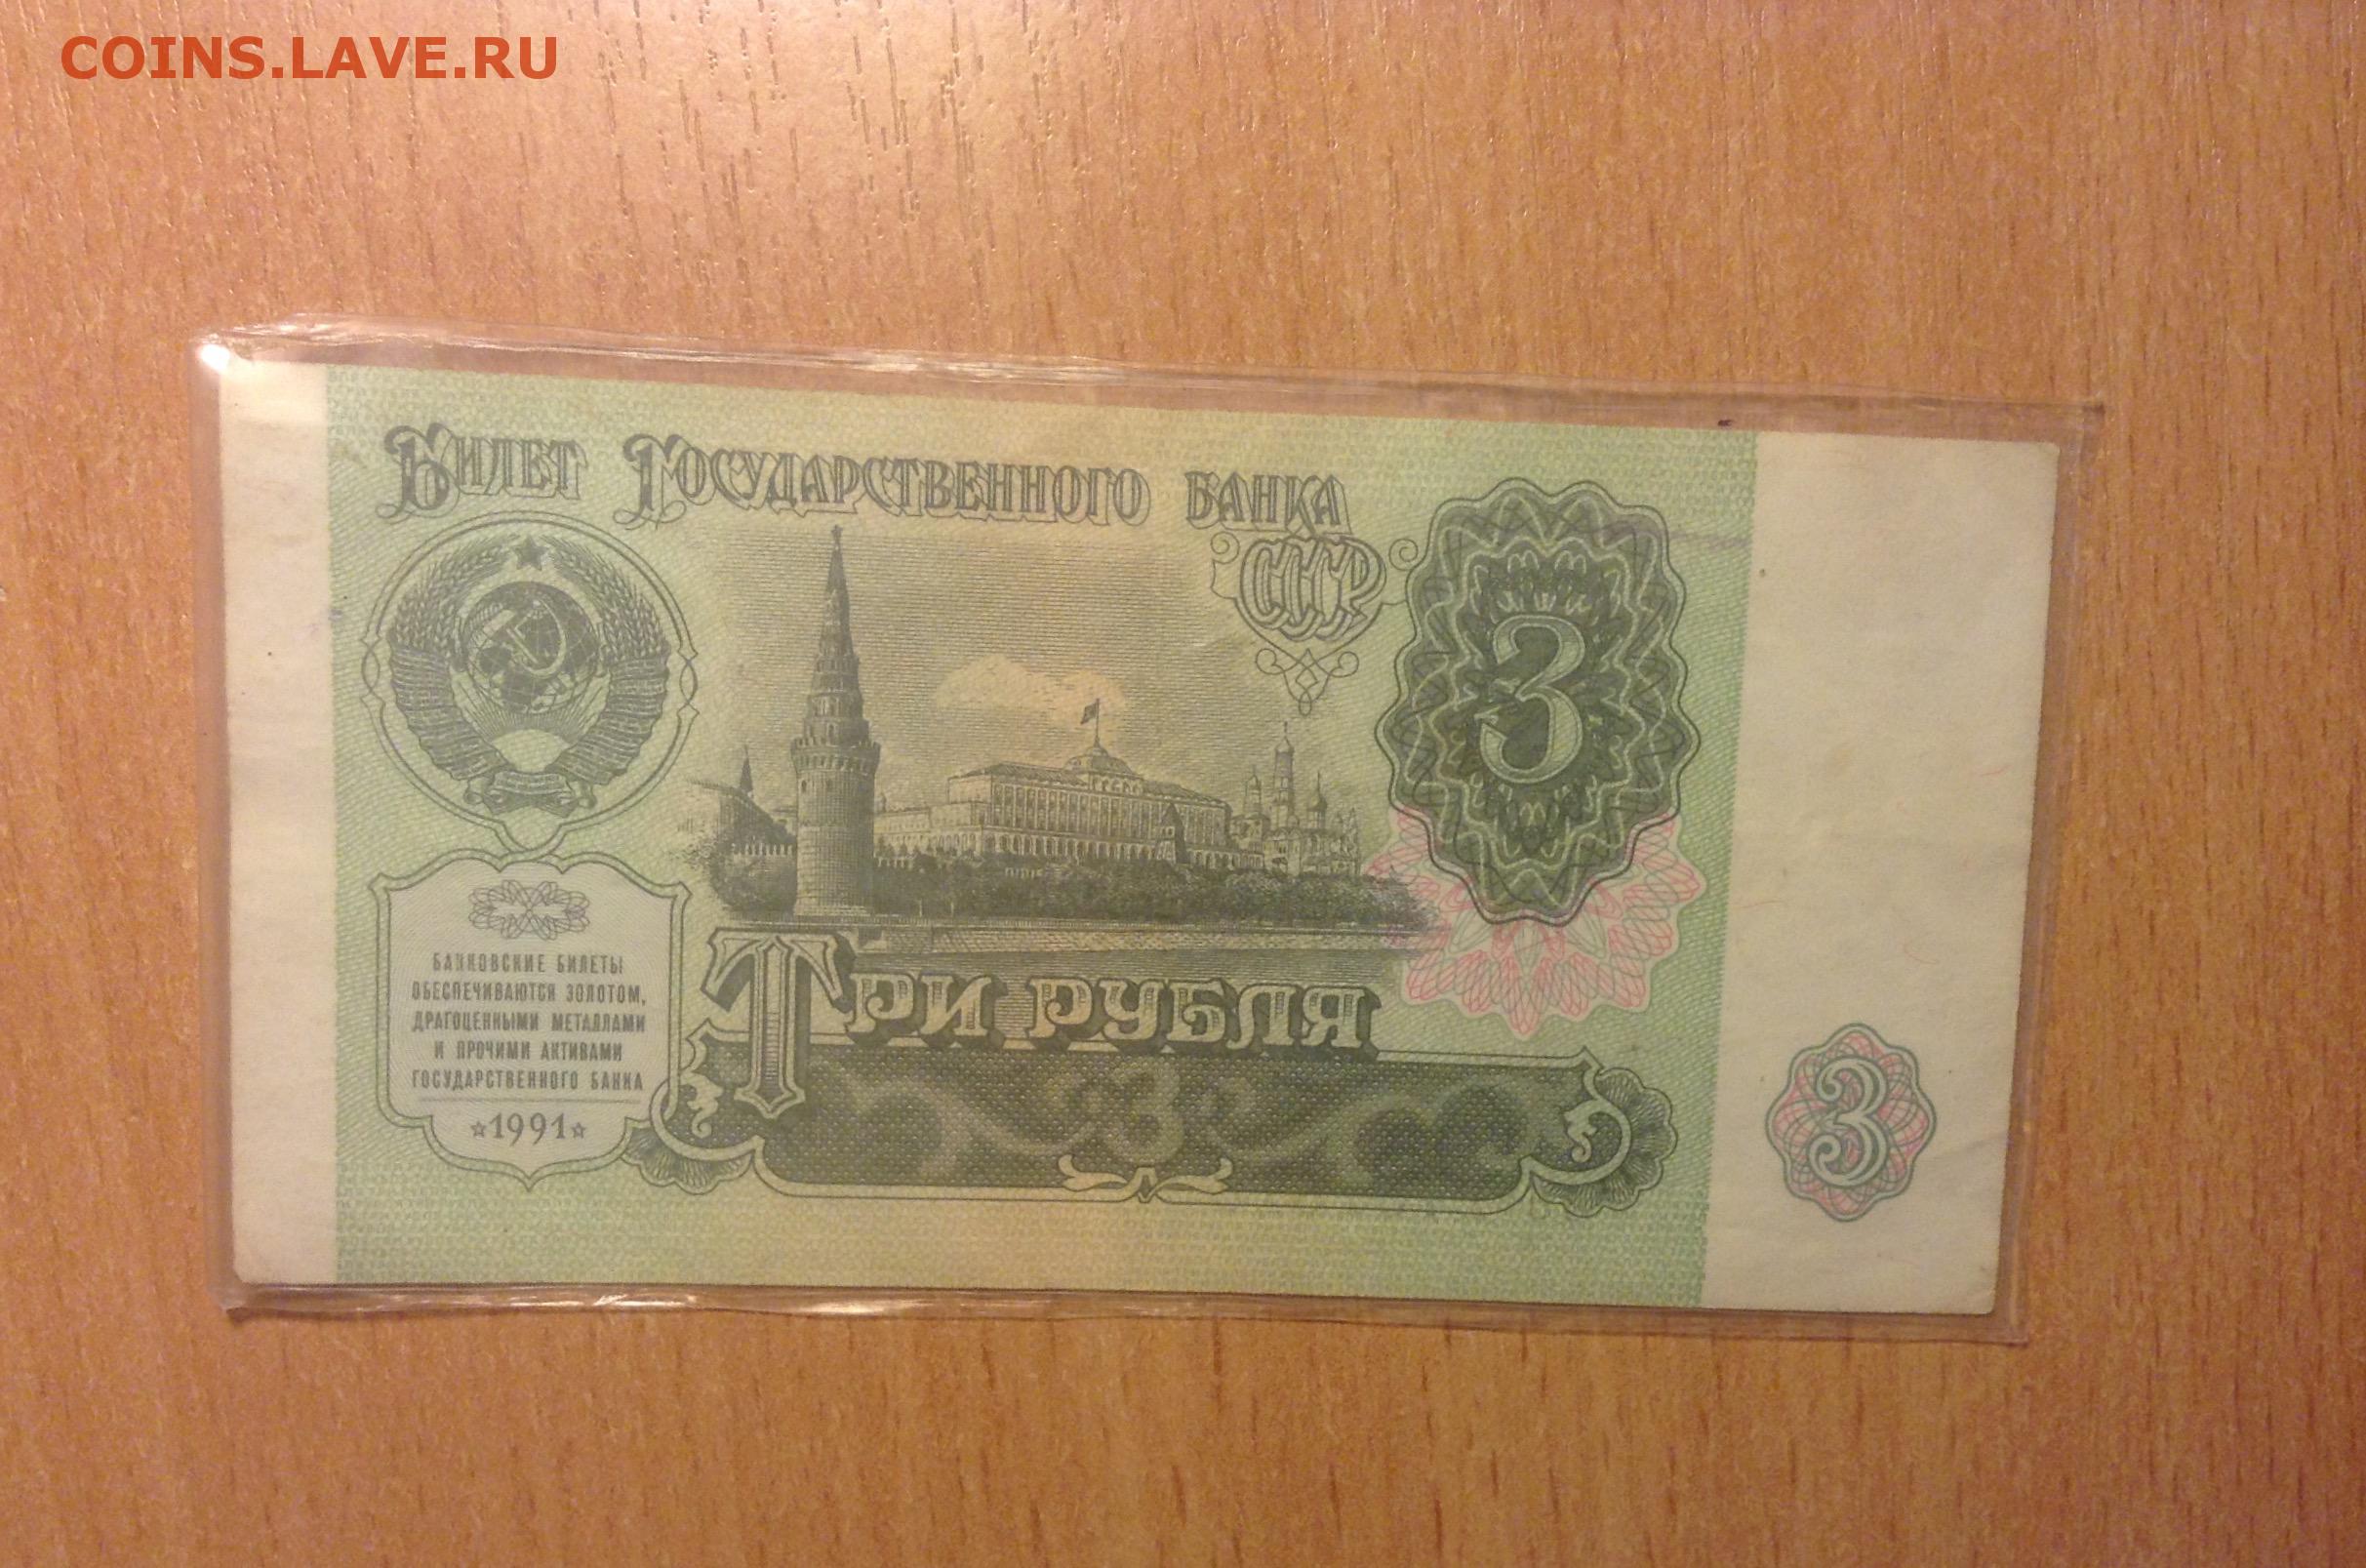 COINS.LAVE.RU
Билет Государственного банка
СССР
3
Три рубля
БАНКОВСКИЕ БИЛЕТЫ
ОБЕСПЕЧИВАЮТСЯ ЗОЛОТОМ,
ДРАГОЦЕННЫМИ МЕТАЛЛАМИ
И ПРОЧИМИ АКТИВАМИ
ГОСУДАРСТВЕННОГО БАНКА
☆1991☆
3
3